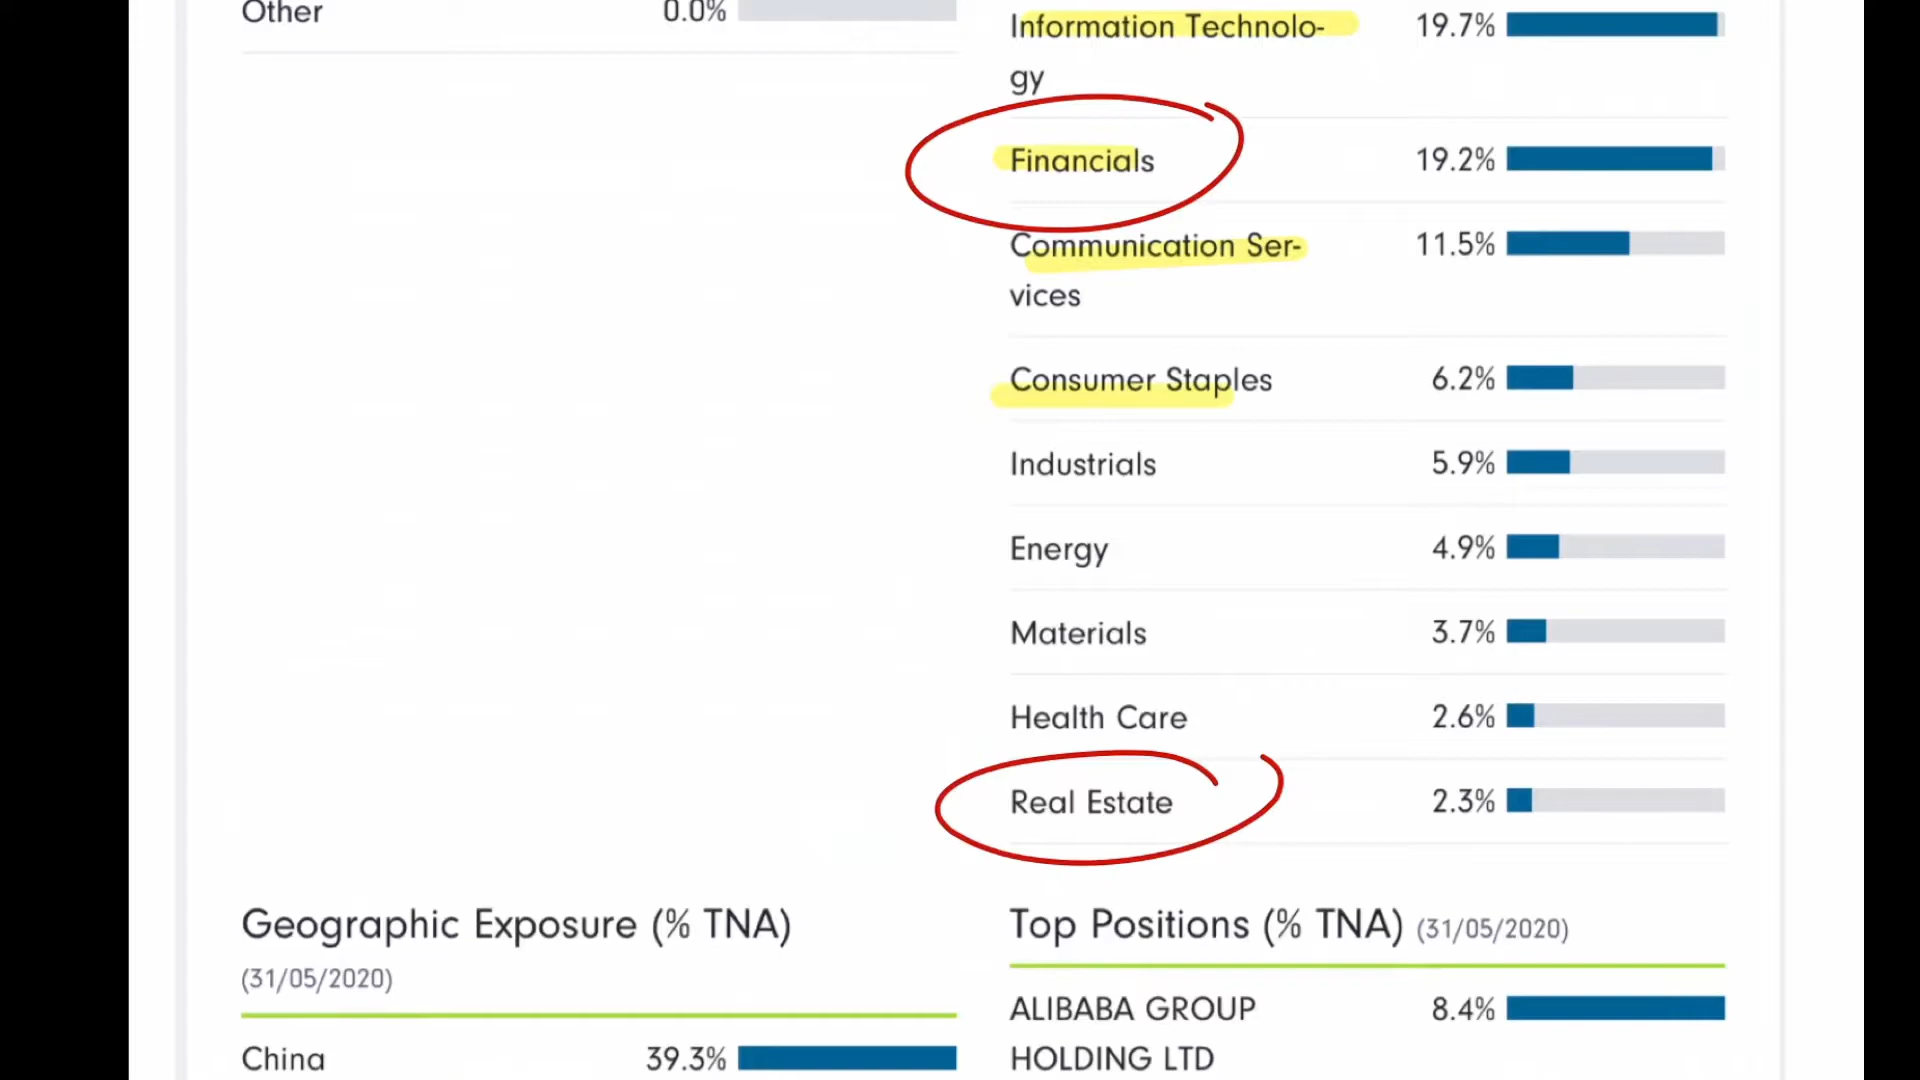 Other 0.0%
Information Technolo- 19.7%
gy
Financials 19.2%
Communication Ser- 11.5%
vices
Consumer Staples 6.2%
Industrials 5.9%
Energy 4.9%
Materials 3.7%
Health Care 2.6%
Real Estate 2.3%
Geographic Exposure (% TNA)
(31/05/2020)
China 39.3%
Top Positions (% TNA) (31/05/2020)
ALIBABA GROUP 8.4%
HOLDING LTD